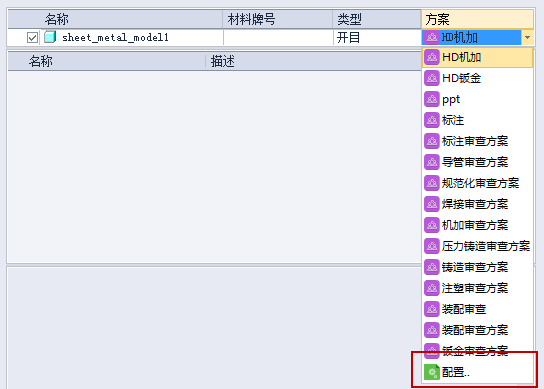 名称 材料牌号 类型 方案
sheet_metal_model1 开目 HD机加
名称 描述
HD机加
HD钣金
ppt
标注
标注审查方案
导管审查方案
规范化审查方案
焊接审查方案
机加审查方案
压力铸造审查方案
铸造审查方案
注塑审查方案
装配审查
装配审查方案
钣金审查方案
配置..